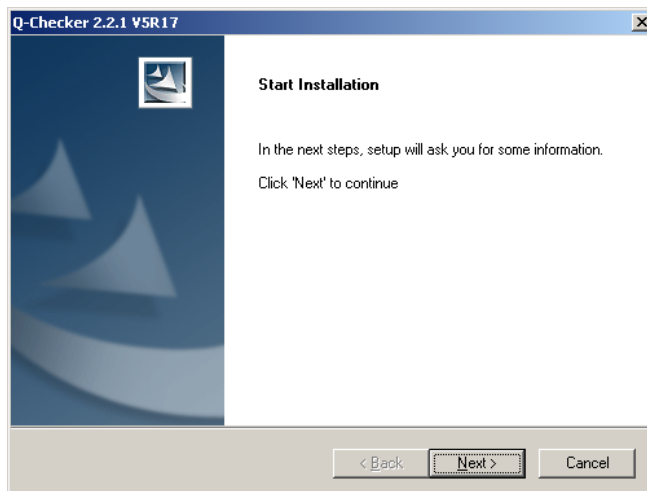 Q-Checker 2.2.1 V5R17
Start Installation
In the next steps, setup will ask you for some information.
Click 'Next' to continue
< Back
Next >
Cancel